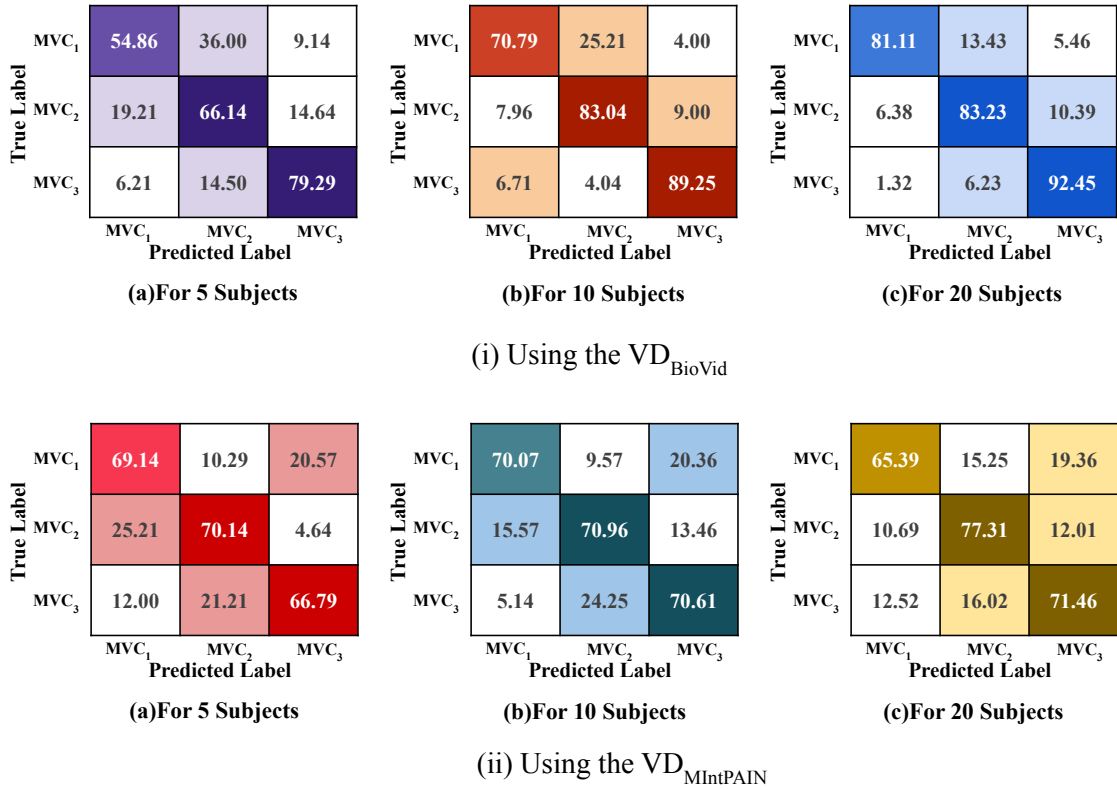 MVC1 54.86 36.00 9.14
MVC2 19.21 66.14 14.64
MVC3 6.21 14.50 79.29
MVC1 MVC2 MVC3
True Label
Predicted Label
(a)For 5 Subjects
MVC1 70.79 25.21 4.00
MVC2 7.96 83.04 9.00
MVC3 6.71 4.04 89.25
MVC1 MVC2 MVC3
True Label
Predicted Label
(b)For 10 Subjects
MVC1 81.11 13.43 5.46
MVC2 6.38 83.23 10.39
MVC3 1.32 6.23 92.45
MVC1 MVC2 MVC3
True Label
Predicted Label
(c)For 20 Subjects
(i) Using the VDBioVid
MVC1 69.14 10.29 20.57
MVC2 25.21 70.14 4.64
MVC3 12.00 21.21 66.79
MVC1 MVC2 MVC3
True Label
Predicted Label
(a)For 5 Subjects
MVC1 70.07 9.57 20.36
MVC2 15.57 70.96 13.46
MVC3 5.14 24.25 70.61
MVC1 MVC2 MVC3
True Label
Predicted Label
(b)For 10 Subjects
MVC1 65.39 15.25 19.36
MVC2 10.69 77.31 12.01
MVC3 12.52 16.02 71.46
MVC1 MVC2 MVC3
True Label
Predicted Label
(c)For 20 Subjects
(ii) Using the VDMIntPAIN